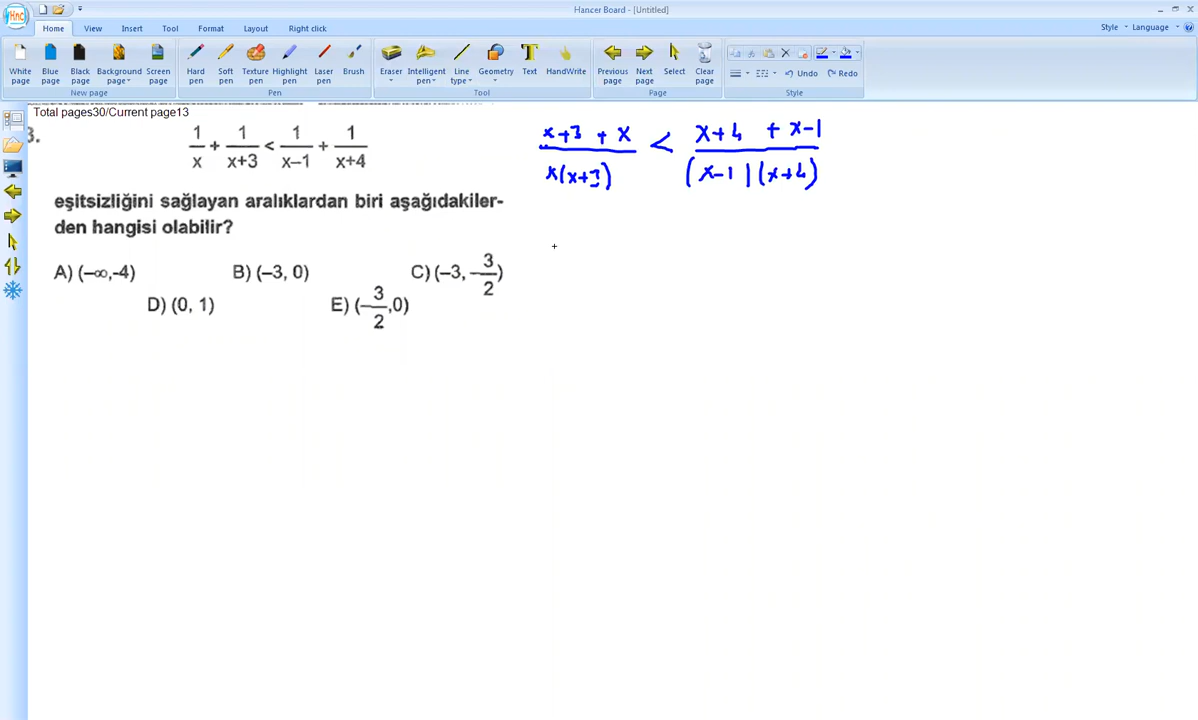 Hancer Board - [Untitled]
Home View Insert Tool Format Layout Right click Style Language
White page Blue page Black page Background page Screen page Hard pen Soft pen Texture pen Highlight pen Laser pen Brush Eraser Intelligent pen Line type Geometry Text HandWrite Previous page Next page Select Clear page Undo Redo
New page Pen Tool Page Style
Total pages30/Current page13
3.
1/x + 1/x+3 < 1/x–1 + 1/x+4
x+3 + x / x(x+3) < x+4 + x-1 / (x-1)(x+4)
eşitsizliğini sağlayan aralıklardan biri aşağıdakiler-
den hangisi olabilir?
A) (–∞,-4) B) (–3, 0) C) (–3, –3/2)
D) (0, 1) E) (–3/2,0)